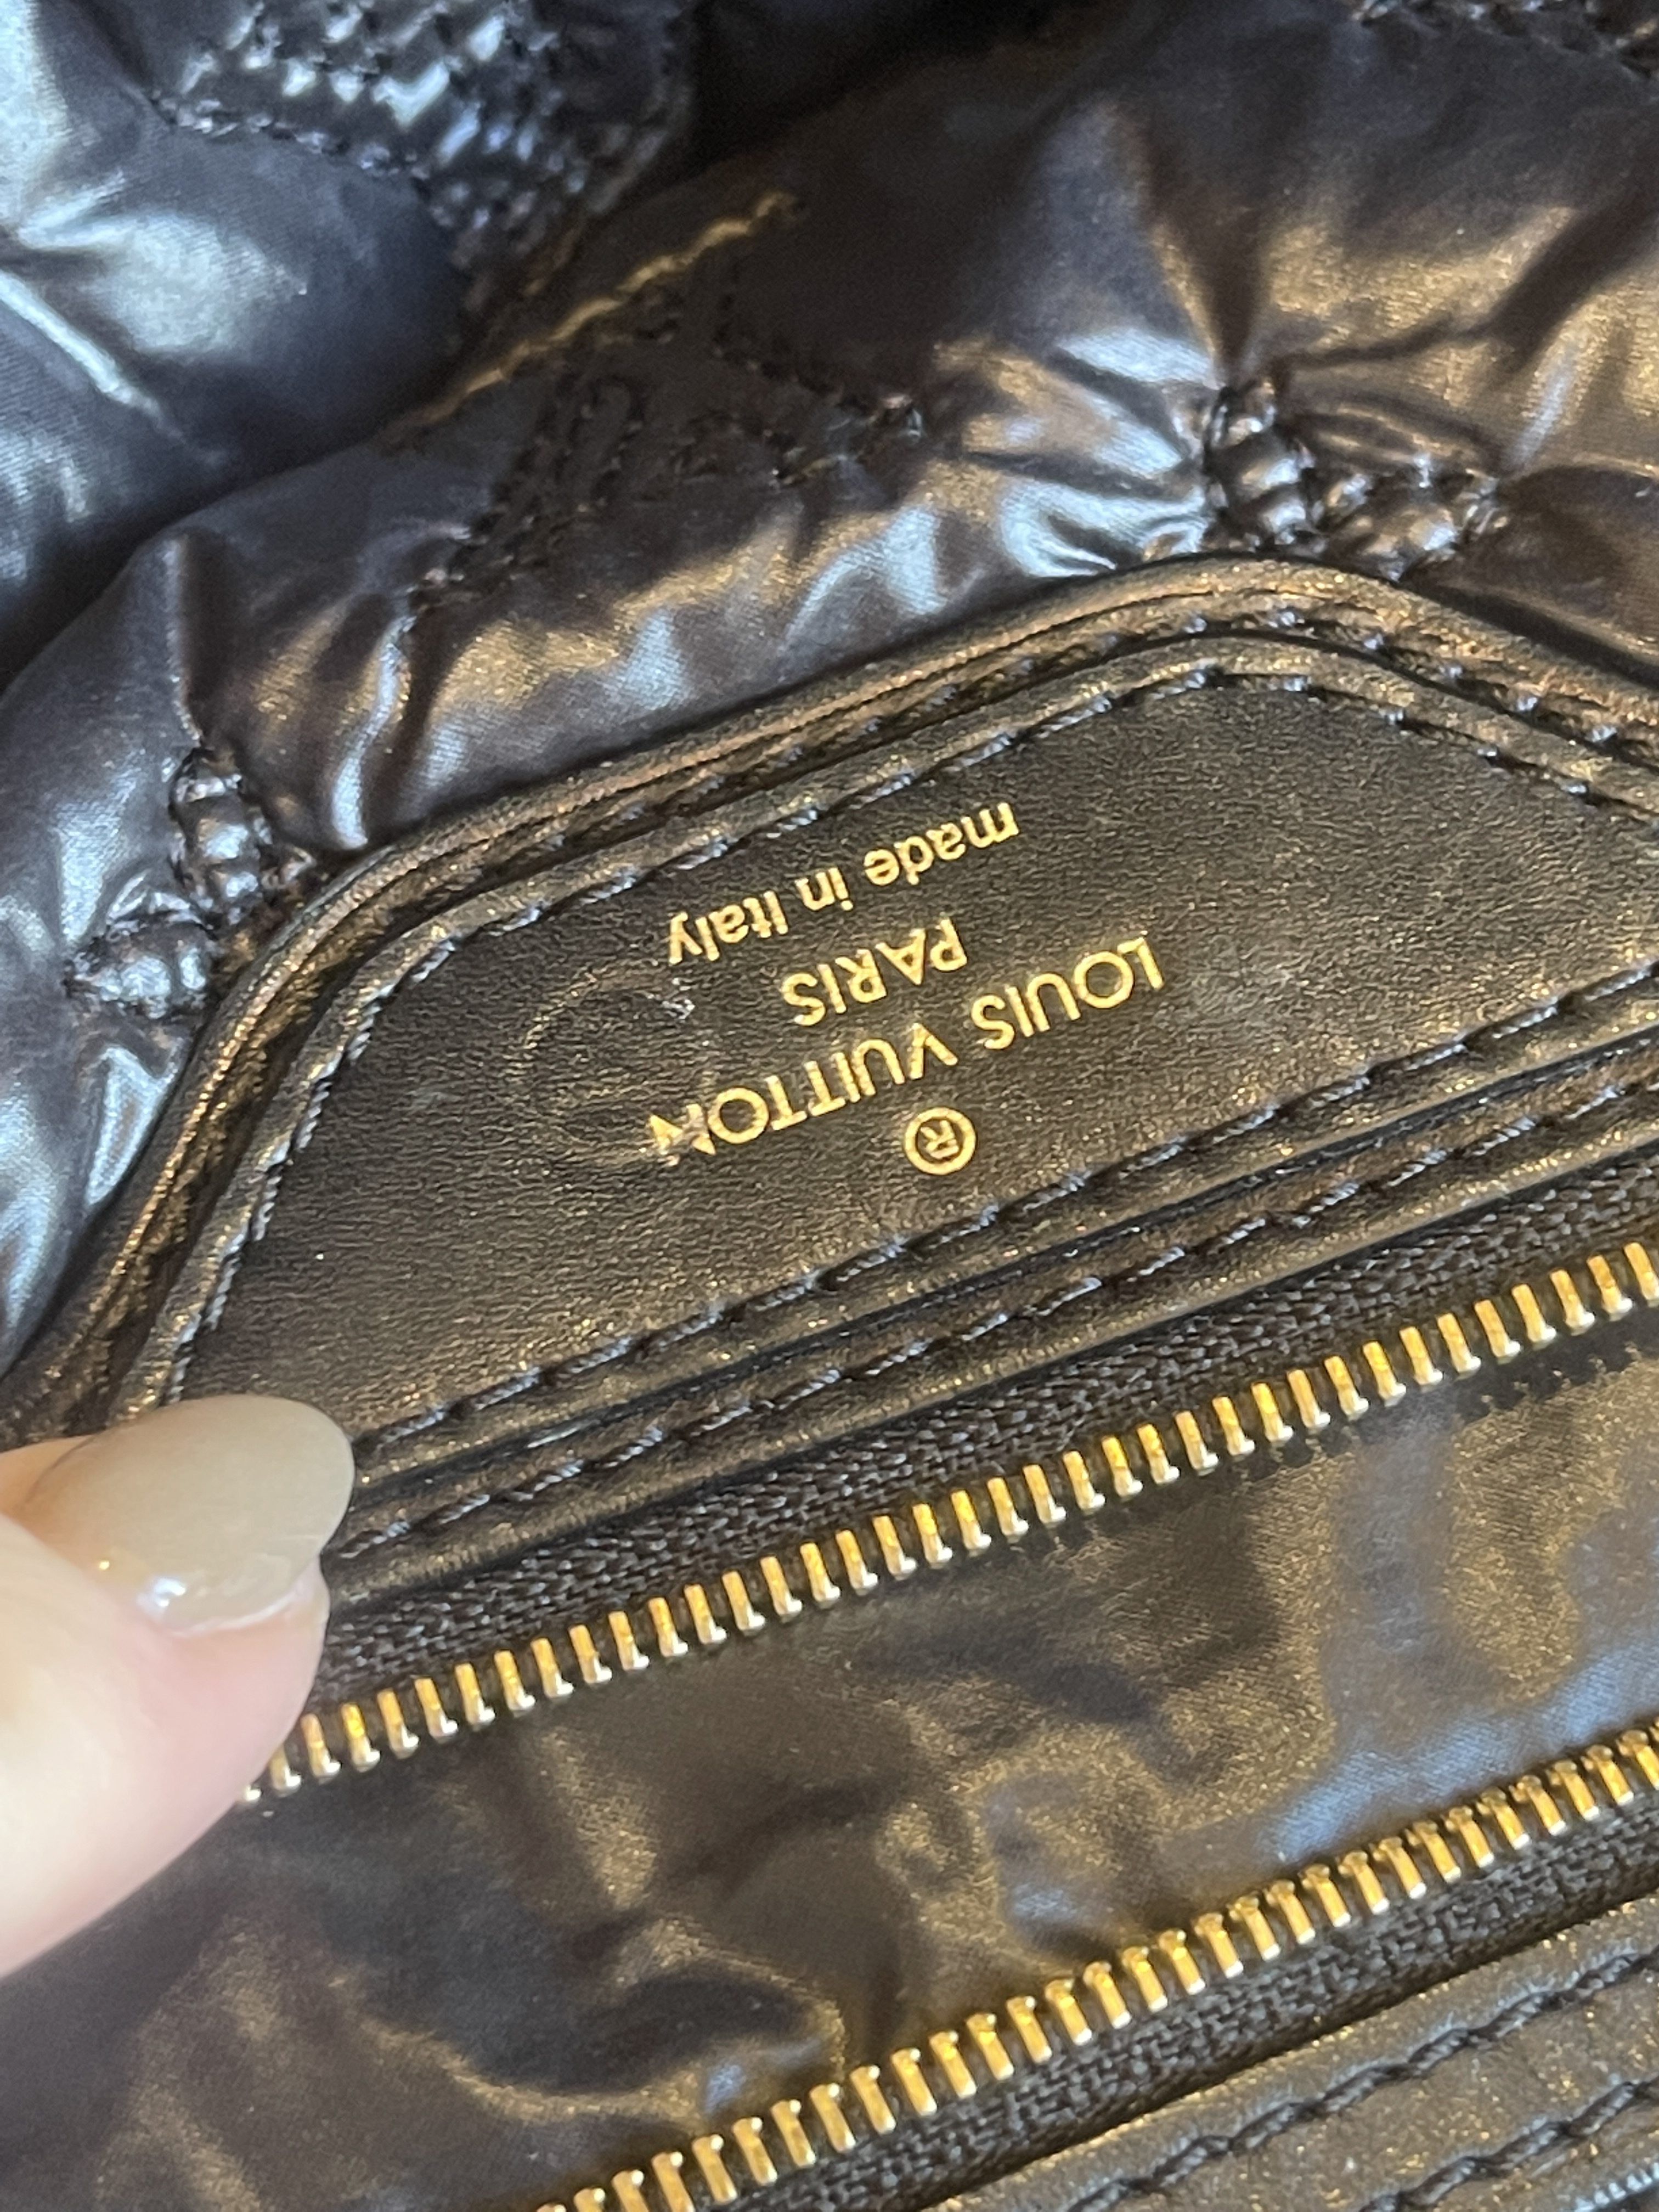 ®
LOUIS VUITTON
PARIS
made in Italy